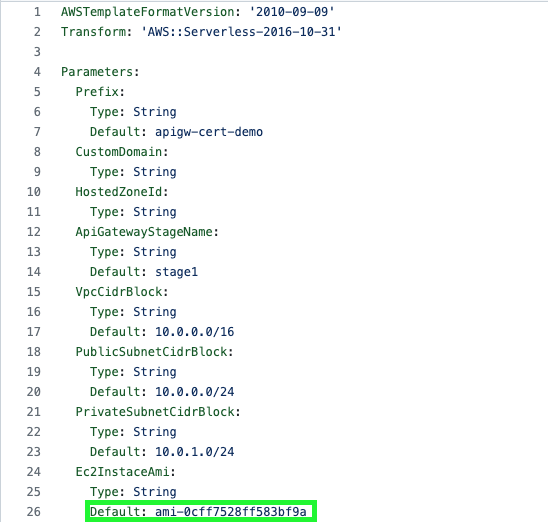 1 AWSTemplateFormatVersion: '2010-09-09'
2 Transform: 'AWS::Serverless-2016-10-31'
3
4 Parameters:
5   Prefix:
6     Type: String
7     Default: apigw-cert-demo
8   CustomDomain:
9     Type: String
10   HostedZoneId:
11     Type: String
12   ApiGatewayStageName:
13     Type: String
14     Default: stage1
15   VpcCidrBlock:
16     Type: String
17     Default: 10.0.0.0/16
18   PublicSubnetCidrBlock:
19     Type: String
20     Default: 10.0.0.0/24
21   PrivateSubnetCidrBlock:
22     Type: String
23     Default: 10.0.1.0/24
24   Ec2InstaceAmi:
25     Type: String
26     Default: ami-0cff7528ff583bf9a